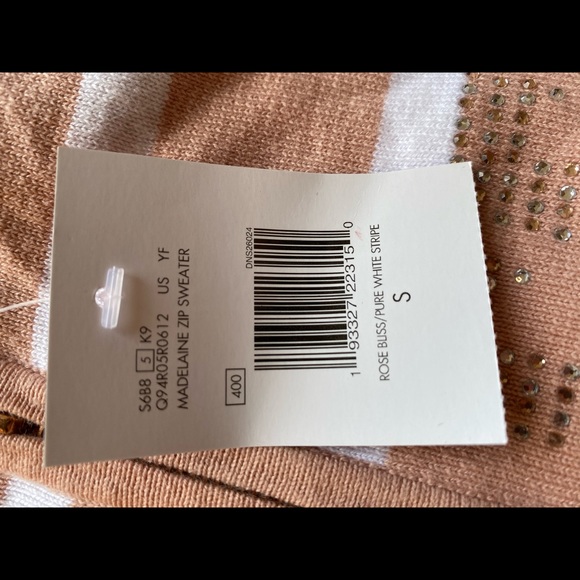 S6B8 5 K9
Q94R05R0612 US YF
MADELAINE ZIP SWEATER
400
DNS26024
1 93327 22315 0
ROSE BLISS/PURE WHITE STRIPE
S